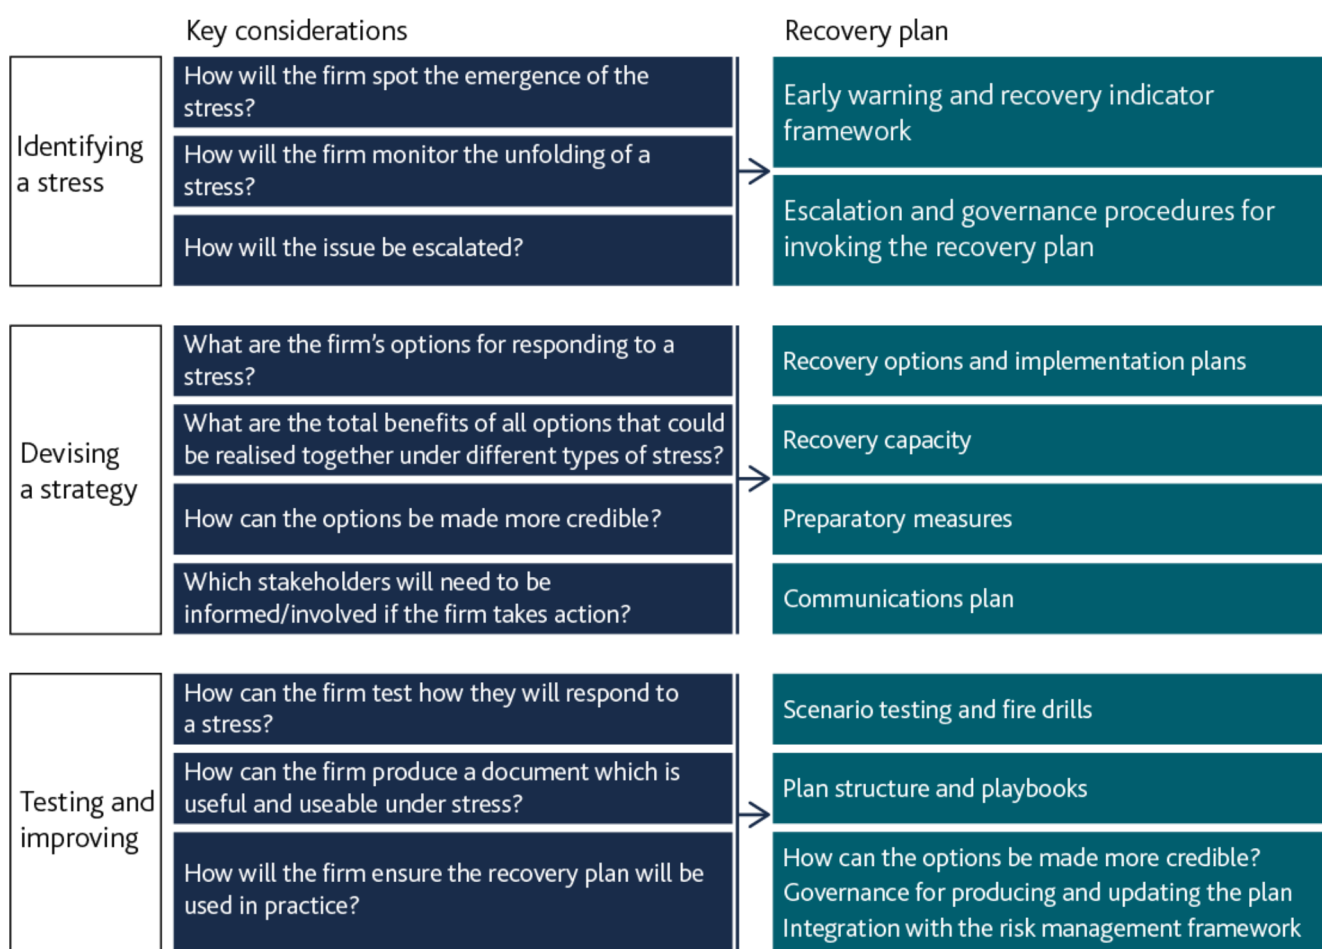 Key considerations
Recovery plan
Identifying
a stress
How will the firm spot the emergence of the
stress?
How will the firm monitor the unfolding of a
stress?
How will the issue be escalated?
Early warning and recovery indicator
framework
Escalation and governance procedures for
invoking the recovery plan
Devising
a strategy
What are the firm’s options for responding to a
stress?
What are the total benefits of all options that could
be realised together under different types of stress?
How can the options be made more credible?
Which stakeholders will need to be
informed/involved if the firm takes action?
Recovery options and implementation plans
Recovery capacity
Preparatory measures
Communications plan
Testing and
improving
How can the firm test how they will respond to
a stress?
How can the firm produce a document which is
useful and useable under stress?
How will the firm ensure the recovery plan will be
used in practice?
Scenario testing and fire drills
Plan structure and playbooks
How can the options be made more credible?
Governance for producing and updating the plan
Integration with the risk management framework